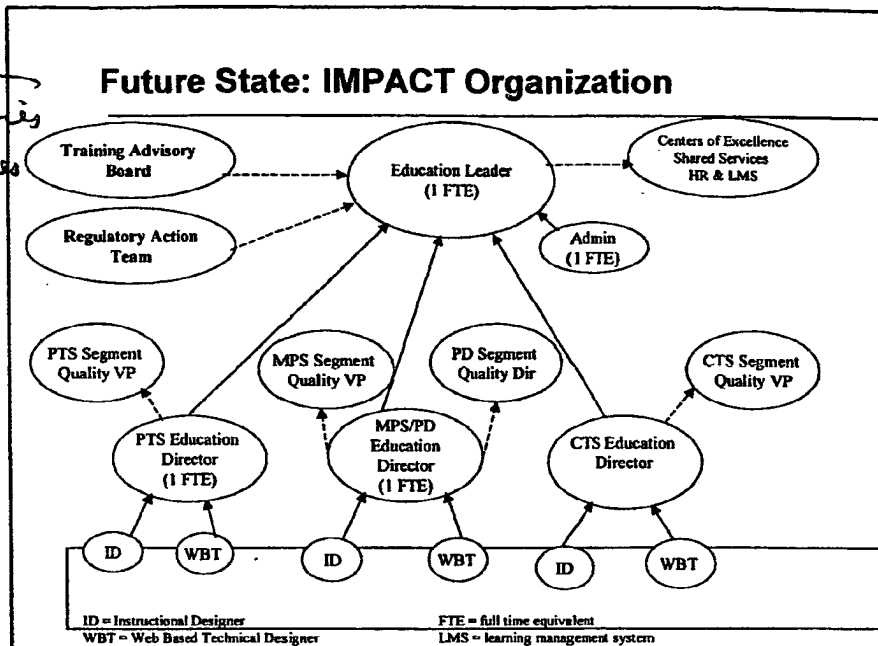 Future State: IMPACT Organization
Training Advisory
Board
Education Leader
(1 FTE)
Centers of Excellence
Shared Services
HR & LMS
Regulatory Action
Team
Admin
(1 FTE)
PTS Segment
Quality VP
MPS Segment
Quality VP
PD Segment
Quality Dir
CTS Segment
Quality VP
PTS Education
Director
(1 FTE)
MPS/PD
Education
Director
(1 FTE)
CTS Education
Director
ID
WBT
ID
WBT
ID
WBT
ID = Instructional Designer
FTE = full time equivalent
WBT = Web Based Technical Designer
LMS = learning management system